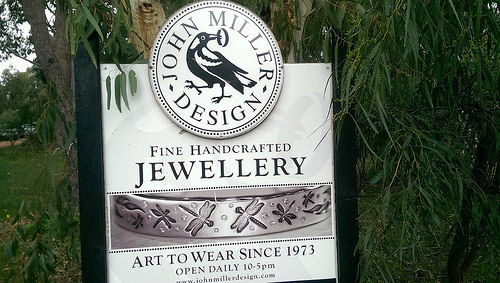 JOHN MILLER
• DESIGN •
FINE HANDCRAFTED
JEWELLERY
ART TO WEAR SINCE 1973
OPEN DAILY 10-5pm
www.johnmillerdesign.com